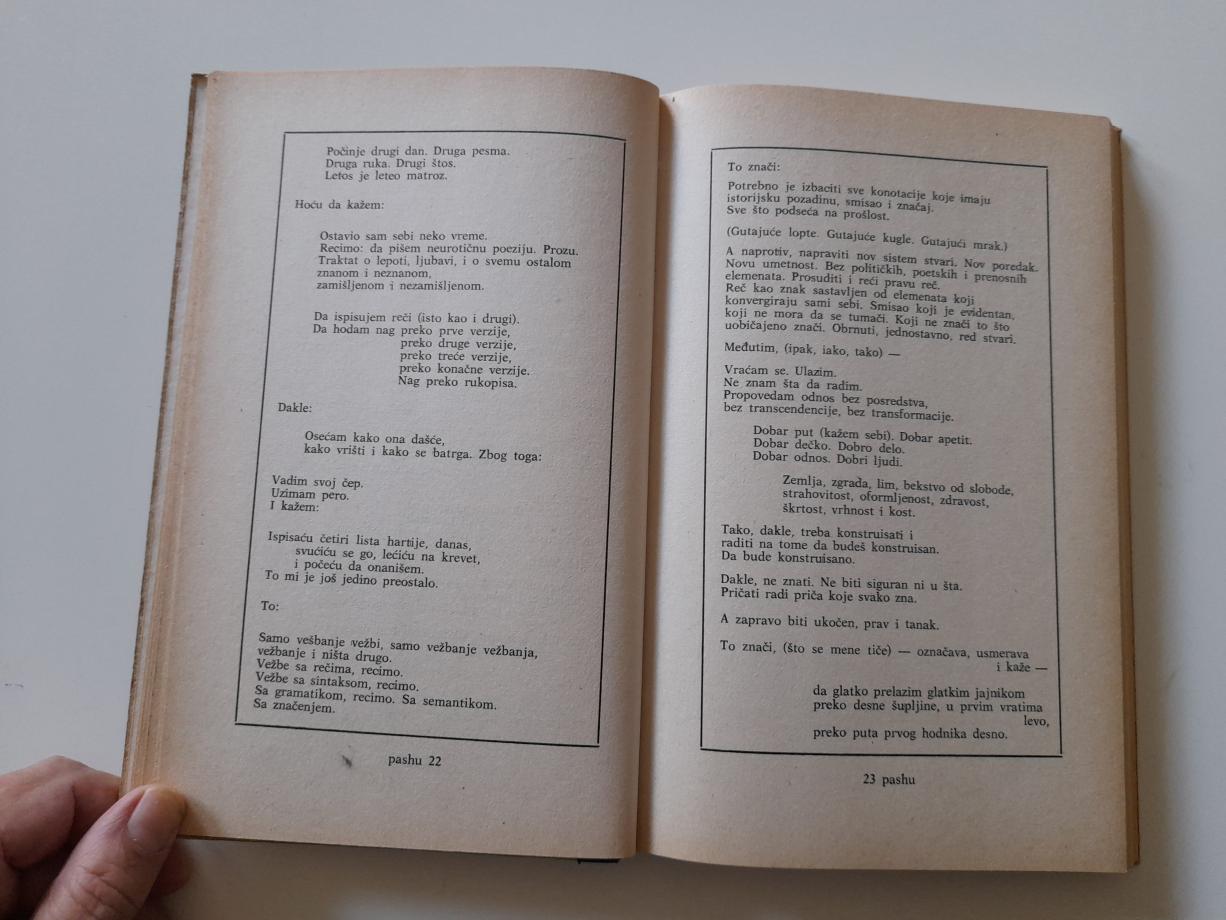 Počinje drugi dan. Druga pesma.
Druga ruka. Drugi štos.
Letos je leteo matroz.
Hoću da kažem:
Ostavio sam sebi neko vreme.
Recimo: da pišem neurotičnu poeziju. Prozu.
Traktat o lepoti, ljubavi, i o svemu ostalom
znanom i neznanom,
zamišljenom i nezamišljenom.
Da ispisujem reči (isto kao i drugi).
Da hodam nag preko prve verzije,
preko druge verzije,
preko treće verzije,
preko konačne verzije.
Nag preko rukopisa.
Dakle:
Osećam kako ona dašće,
kako vrišti i kako se batrga. Zbog toga:
Vadim svoj čep.
Uzimam pero.
I kažem:
Ispisaću četiri lista hartije, danas,
svućiću se go, lećiću na krevet,
i počeću da onanišem.
To mi je još jedino preostalo.
To:
Samo vešbanje vežbi, samo vežbanje vežbanja,
vežbanje i ništa drugo.
Vežbe sa rečima, recimo.
Vežbe sa sintaksom, recimo.
Sa gramatikom, recimo. Sa semantikom.
Sa značenjem.
pashu 22
To znači:
Potrebno je izbaciti sve konotacije koje imaju
istorijsku pozadinu, smisao i značaj.
Sve što podseća na prošlost.
(Gutajuće lopte. Gutajuće kugle. Gutajući mrak.)
A naprotiv, napraviti nov sistem stvari. Nov poredak.
Novu umetnost. Bez političkih, poetskih i prenosnih
elemenata. Prosuditi i reći pravu reč.
Reč kao znak sastavljen od elemenata koji
konvergiraju sami sebi. Smisao koji je evidentan,
koji ne mora da se tumači. Koji ne znači to što
uobičajeno znači. Obrnuti, jednostavno, red stvari.
Međutim, (ipak, iako, tako) —
Vraćam se. Ulazim.
Ne znam šta da radim.
Propovedam odnos bez posredstva,
bez transcendencije, bez transformacije.
Dobar put (kažem sebi). Dobar apetit.
Dobar dečko. Dobro delo.
Dobar odnos. Dobri ljudi.
Zemlja, zgrada, lim, bekstvo od slobode,
strahovitost, oformljenost, zdravost,
škrtost, vrhnost i kost.
Tako, dakle, treba konstruisati i
raditi na tome da budeš konstruisan.
Da bude konstruisano.
Dakle, ne znati. Ne biti siguran ni u šta.
Pričati radi priča koje svako zna.
A zapravo biti ukočen, prav i tanak.
To znači, (što se mene tiče) — označava, usmerava
i kaže —
da glatko prelazim glatkim jajnikom
preko desne šupljine, u prvim vratima
levo,
preko puta prvog hodnika desno.
23 pashu